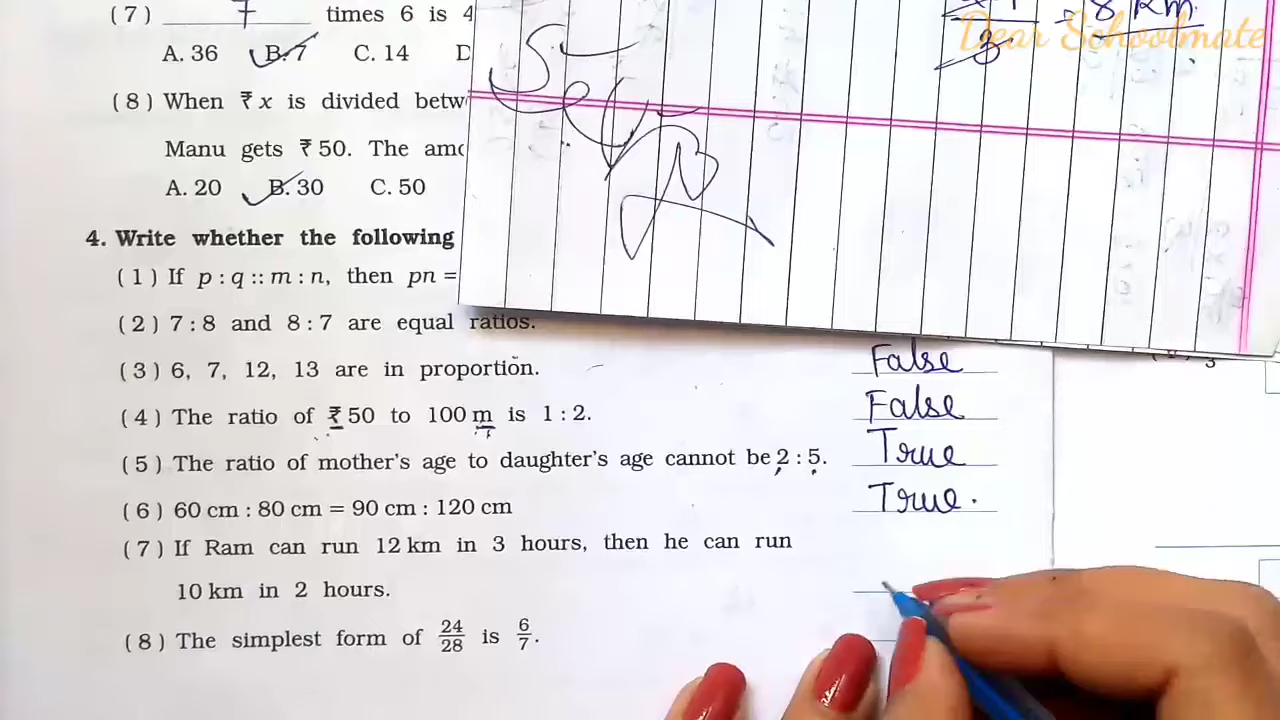 (7) 7 times 6 is 4
A. 36 B. 7 C. 14 D
8 km
Dear Schoolmate
(8) When ₹ x is divided betw
Manu gets ₹ 50. The amo
A. 20 B. 30 C. 50
4. Write whether the following
(1) If p : q :: m : n, then pn =
(2) 7 : 8 and 8 : 7 are equal ratios.
(3) 6, 7, 12, 13 are in proportion. False
(4) The ratio of ₹ 50 to 100 m is 1 : 2. False
(5) The ratio of mother's age to daughter's age cannot be 2 : 5. True
(6) 60 cm : 80 cm = 90 cm : 120 cm True.
(7) If Ram can run 12 km in 3 hours, then he can run
10 km in 2 hours.
(8) The simplest form of 24/28 is 6/7.